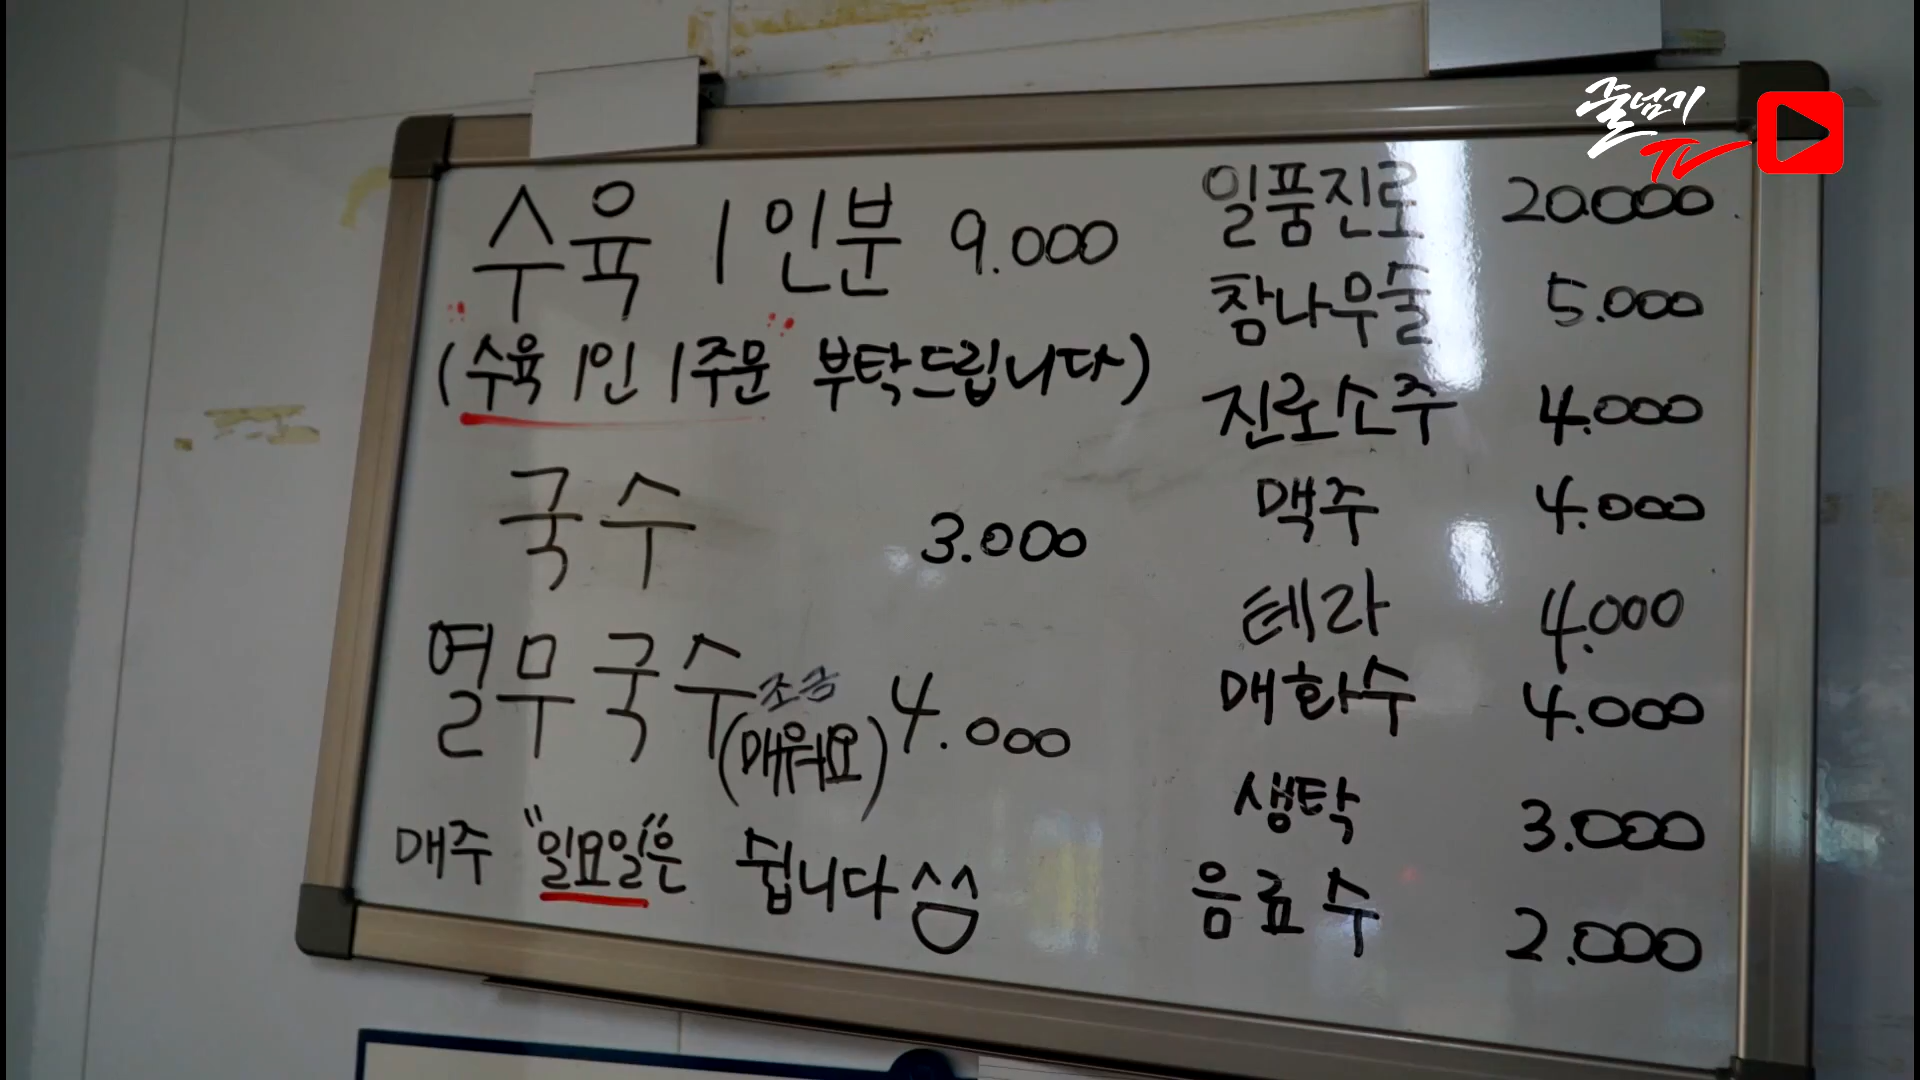 줄넘기
TV
수육 1인분 9.000
(수육 1인 1주문 부탁드립니다)
국수 3.000
열무국수 조금 (매워요) 4.000
매주 "일요일"은 쉽니다
일품진로 20000
참나무술 5.000
진로소주 4.000
맥주 4.000
테라 4.000
매화수 4.000
생탁 3.000
음료수 2.000